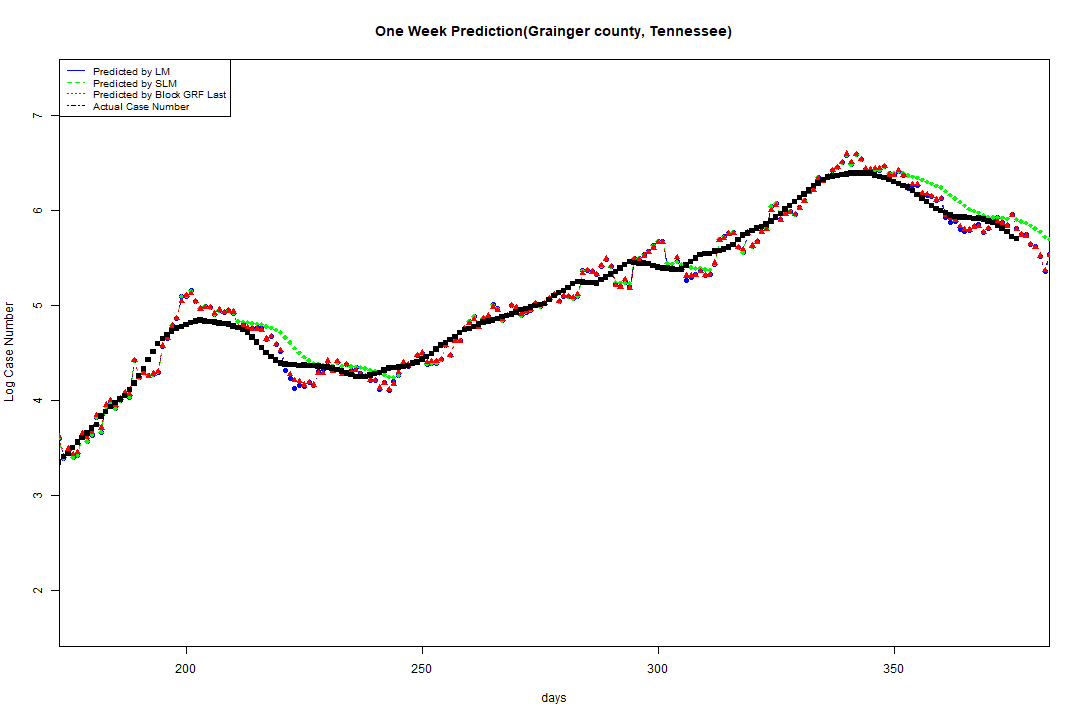 One Week Prediction(Grainger county, Tennessee)
Predicted by LM
Predicted by SLM
Predicted by Block GRF Last
Actual Case Number
7
6
5
4
3
2
Log Case Number
200 250 300 350
days